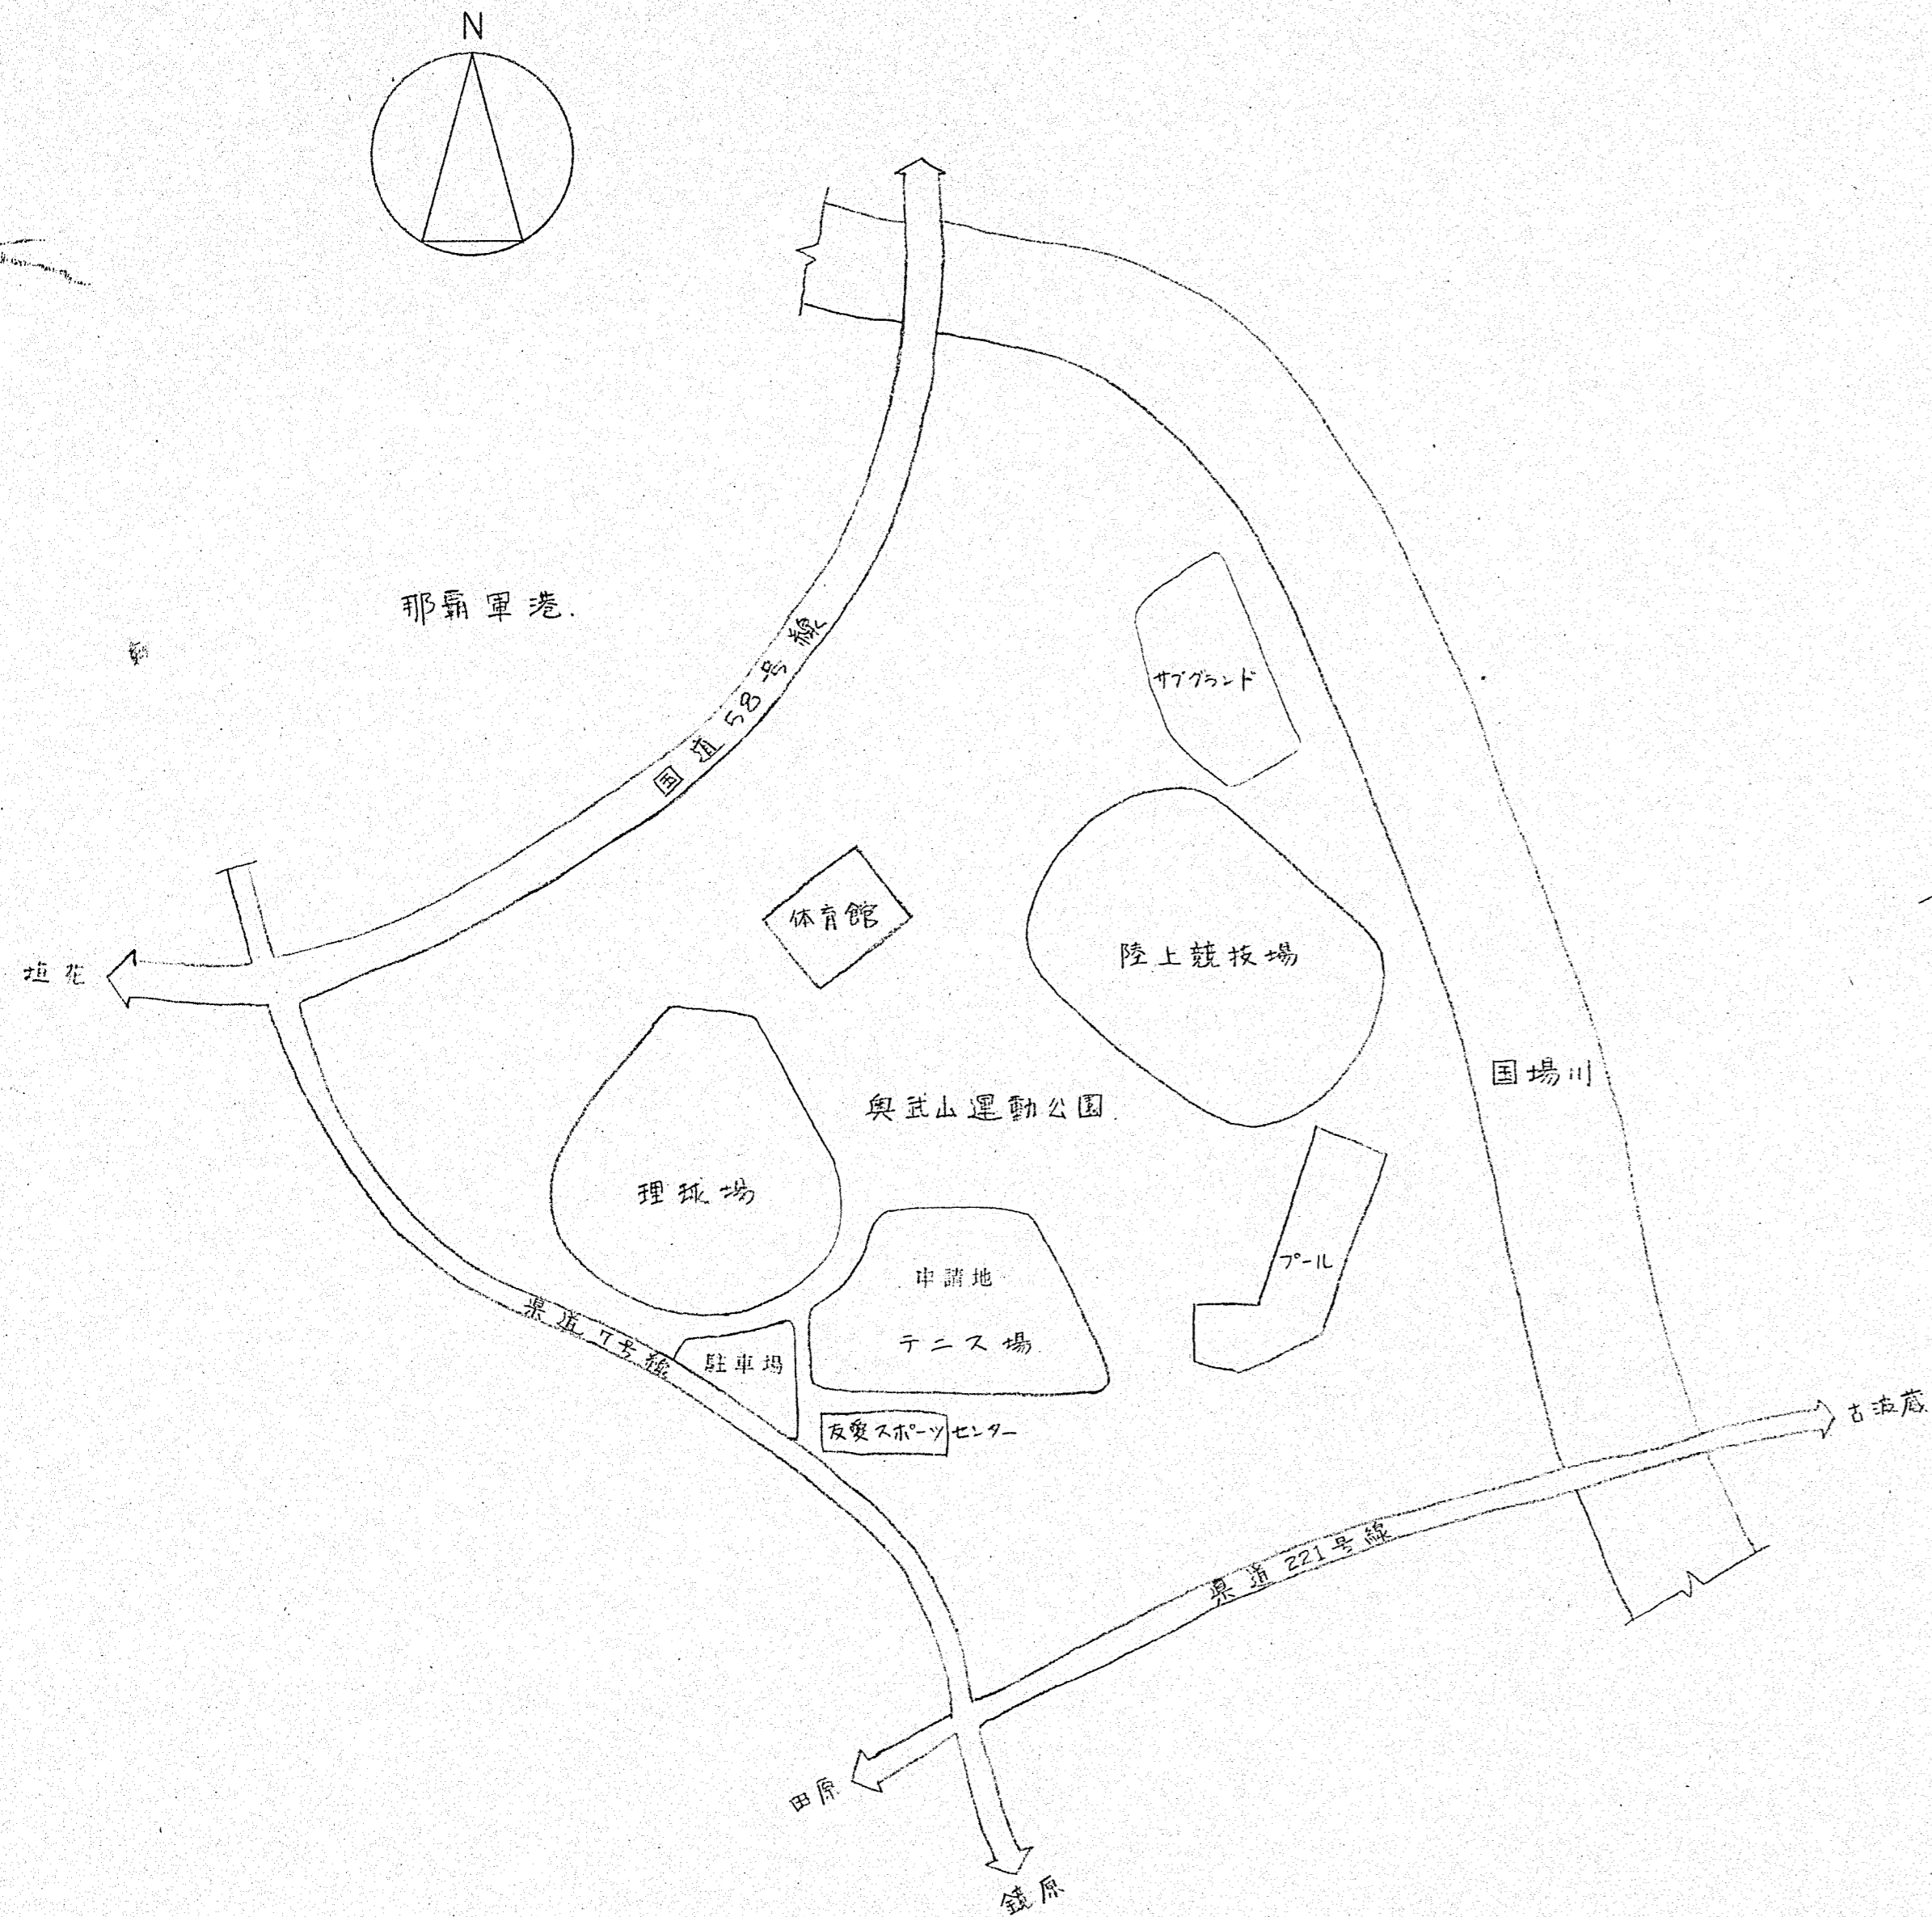 N
那覇軍港.
国道58号線
サブグランド
体育館
陸上競技場
垣花
国場川
奥武山運動公園
理球場
申請地
テニス場
プール
県道7号線
駐車場
友愛スポーツセンター
古波蔵
県道221号線
田原
鏡原